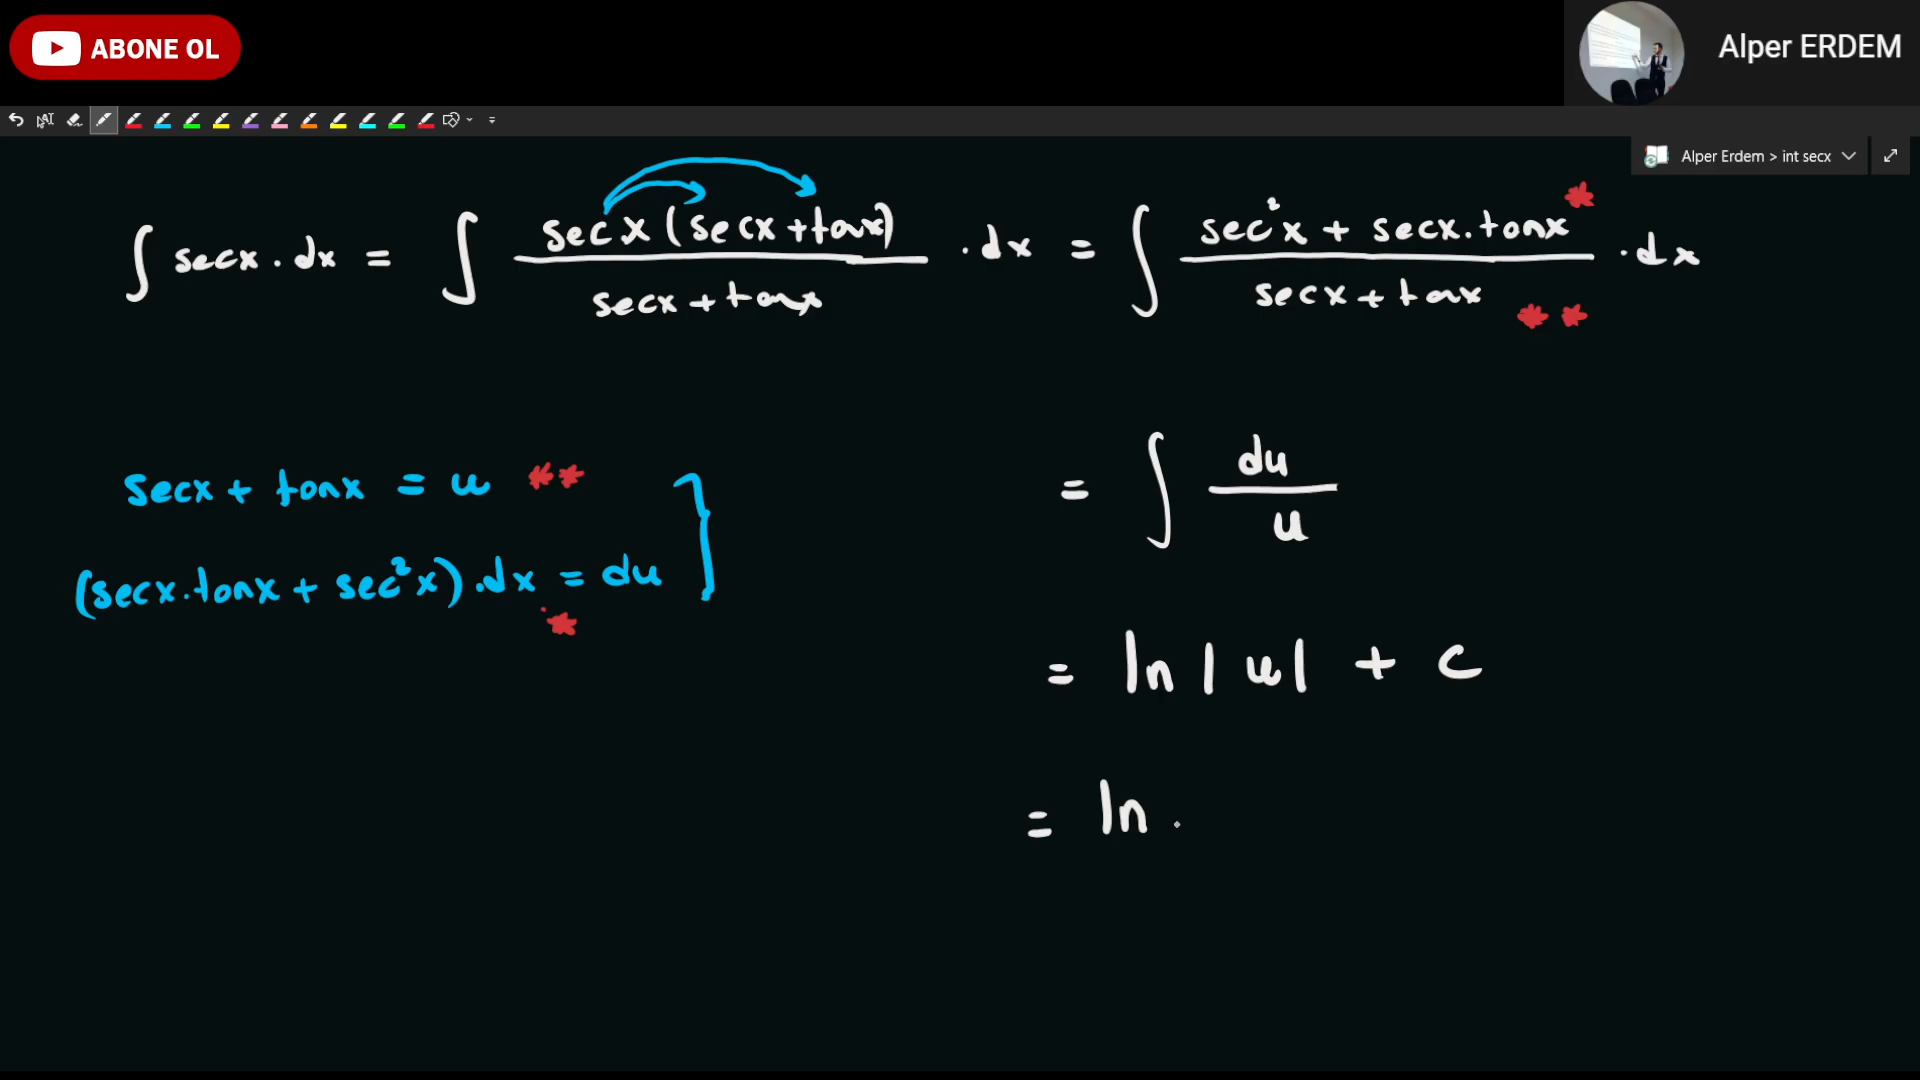 ABONE OL
Alper ERDEM
Alper Erdem > int secx
∫ secx . dx = ∫ secx (secx + tanx) / secx + tanx . dx = ∫ sec²x + secx . tanx * / secx + tanx ** . dx
secx + tanx = u **
(secx . tanx + sec²x) . dx = du *
= ∫ du / u
= ln |u| + c
= ln .